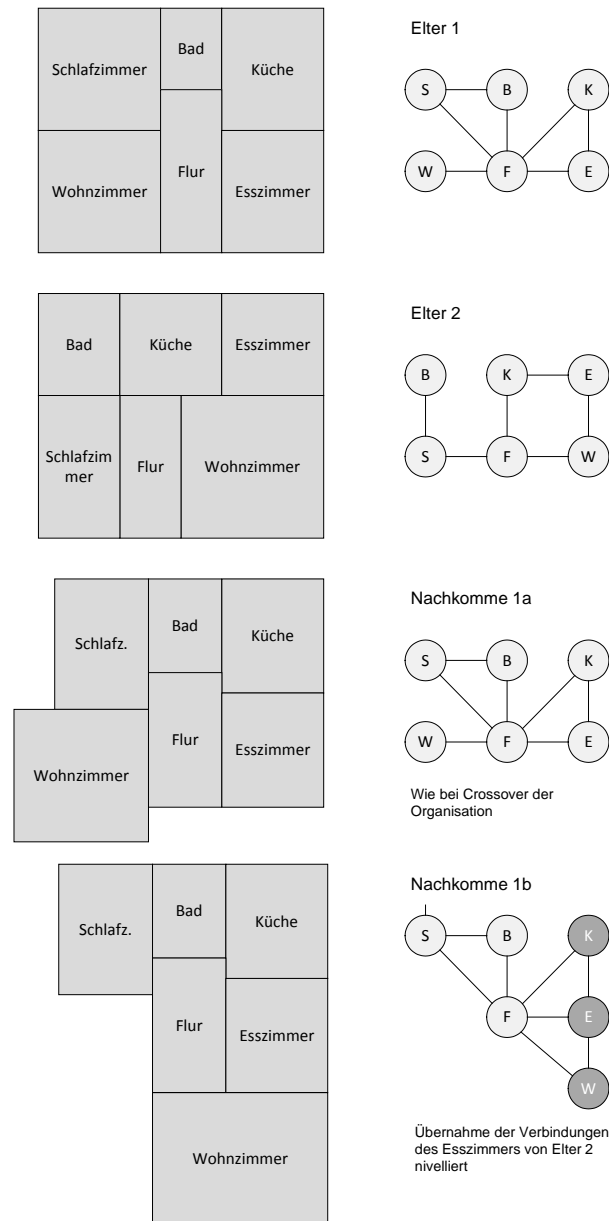 Elter 1
Schlafzimmer
Bad
Küche
Wohnzimmer
Flur
Esszimmer
S
B
K
W
F
E
Elter 2
Bad
Küche
Esszimmer
Schlafzim
mer
Flur
Wohnzimmer
B
K
E
S
F
W
Nachkomme 1a
Schlafz.
Bad
Küche
Wohnzimmer
Flur
Esszimmer
S
B
K
W
F
E
Wie bei Crossover der
Organisation
Nachkomme 1b
Schlafz.
Bad
Küche
Flur
Esszimmer
Wohnzimmer
S
B
K
F
E
W
Übernahme der Verbindungen
des Esszimmers von Elter 2
nivelliert